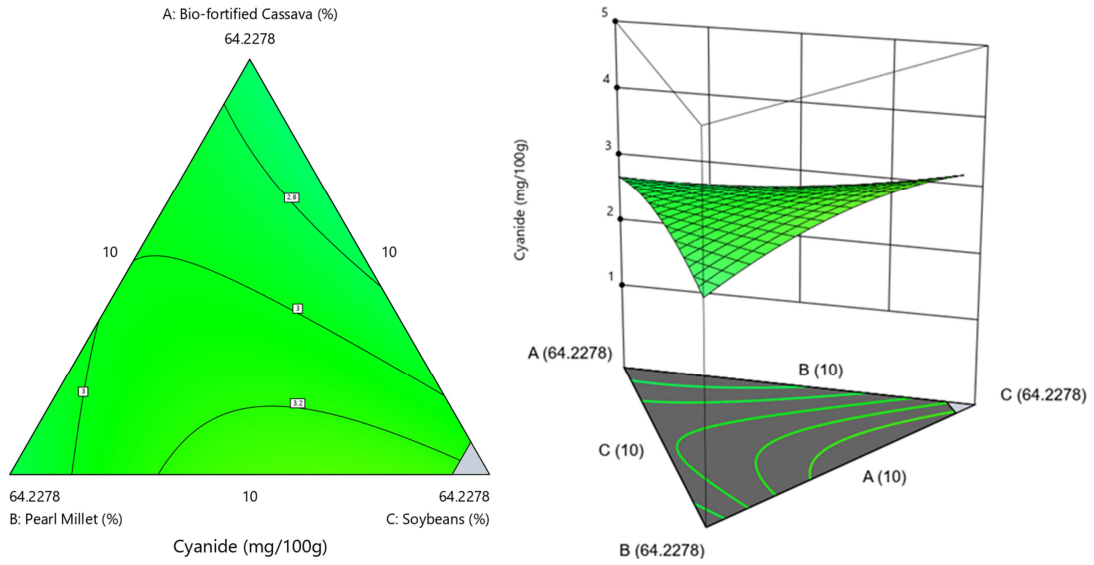 A: Bio-fortified Cassava (%)
64.2278
2.8
10
10
3
3
3.2
64.2278
10
64.2278
B: Pearl Millet (%)
C: Soybeans (%)
Cyanide (mg/100g)
5
4
3
2
1
Cyanide (mg/100g)
A (64.2278)
B (10)
C (64.2278)
C (10)
A (10)
B (64.2278)